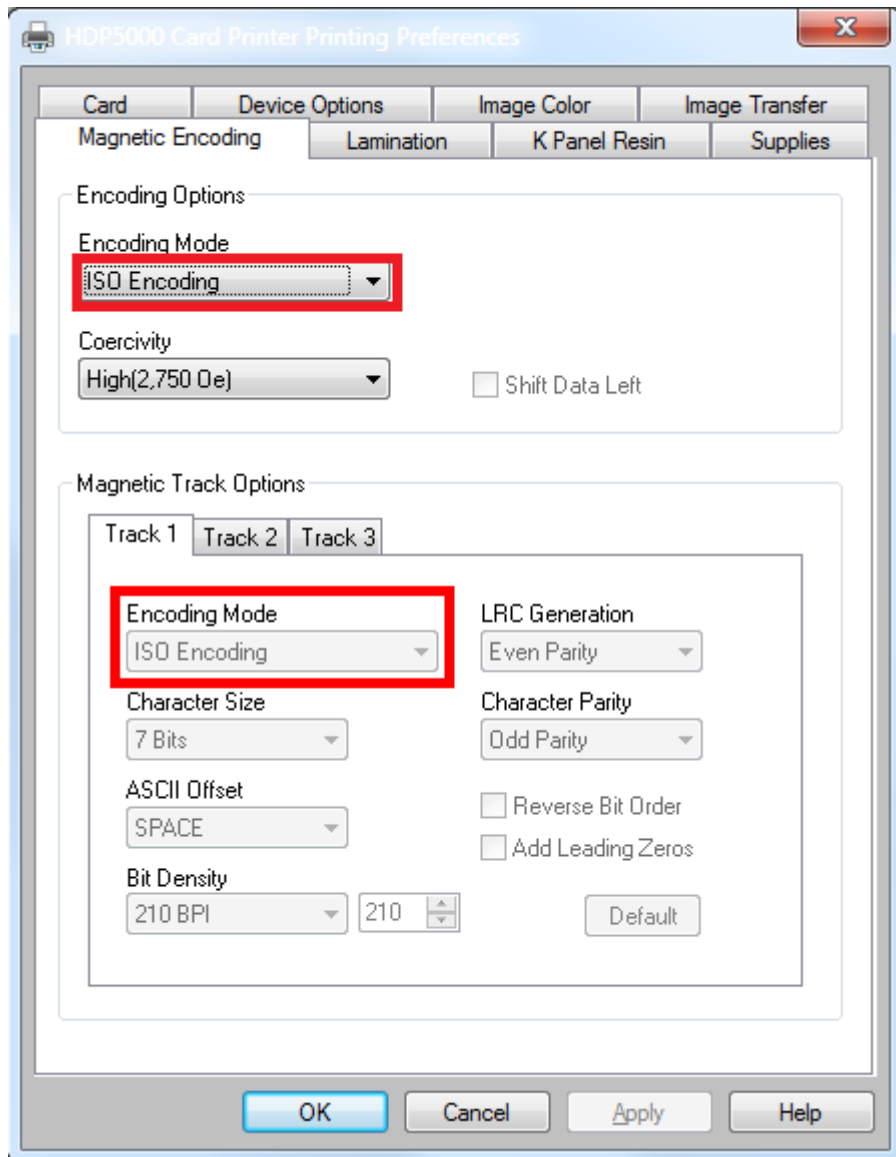 HDP5000 Card Printer Printing Preferences
Card Device Options Image Color Image Transfer
Magnetic Encoding Lamination K Panel Resin Supplies
Encoding Options
Encoding Mode
ISO Encoding
Coercivity
High(2,750 Oe)
Shift Data Left
Magnetic Track Options
Track 1 Track 2 Track 3
Encoding Mode LRC Generation
ISO Encoding Even Parity
Character Size Character Parity
7 Bits Odd Parity
ASCII Offset
SPACE
Reverse Bit Order
Add Leading Zeros
Bit Density
210 BPI 210 Default
OK Cancel Apply Help